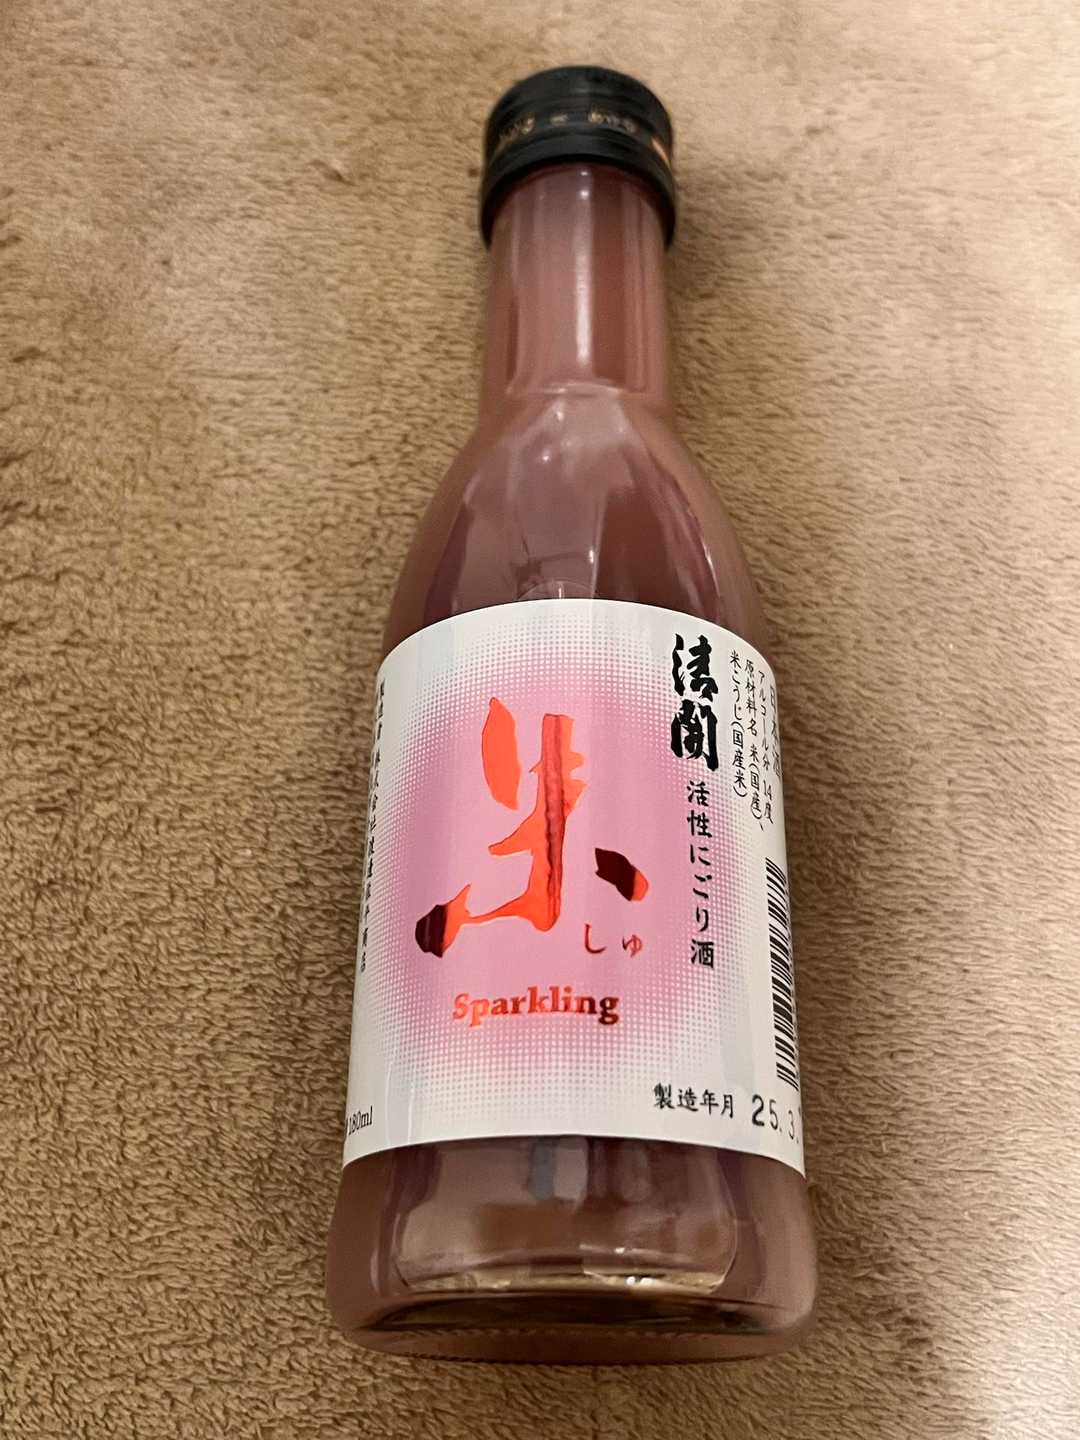 清開
活性にごり酒
朱
しゅ
Sparkling
日本酒
アルコール分 14度
原材料名 米(国産)、
米こうじ(国産米)
製造年月 25.3.
180ml